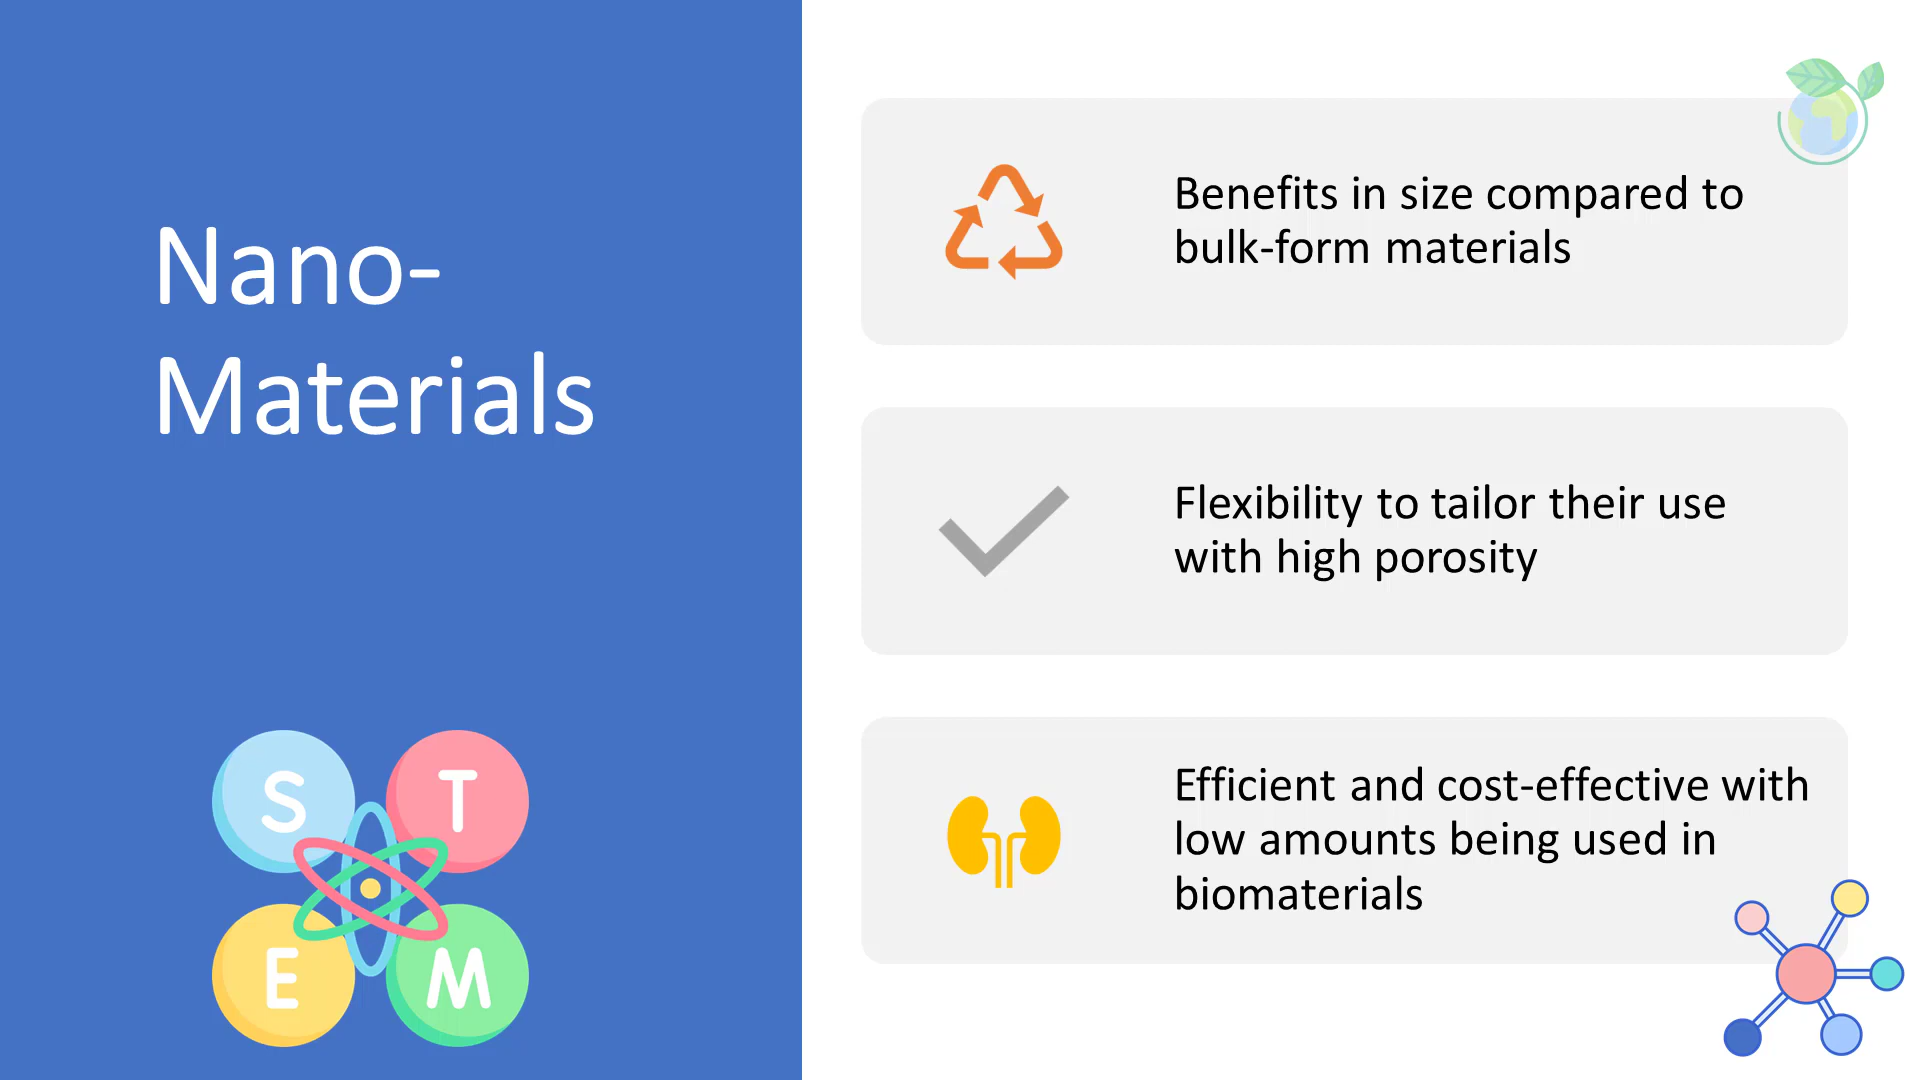 Nano-
Materials
S T
E M
Benefits in size compared to
bulk-form materials
Flexibility to tailor their use
with high porosity
Efficient and cost-effective with
low amounts being used in
biomaterials